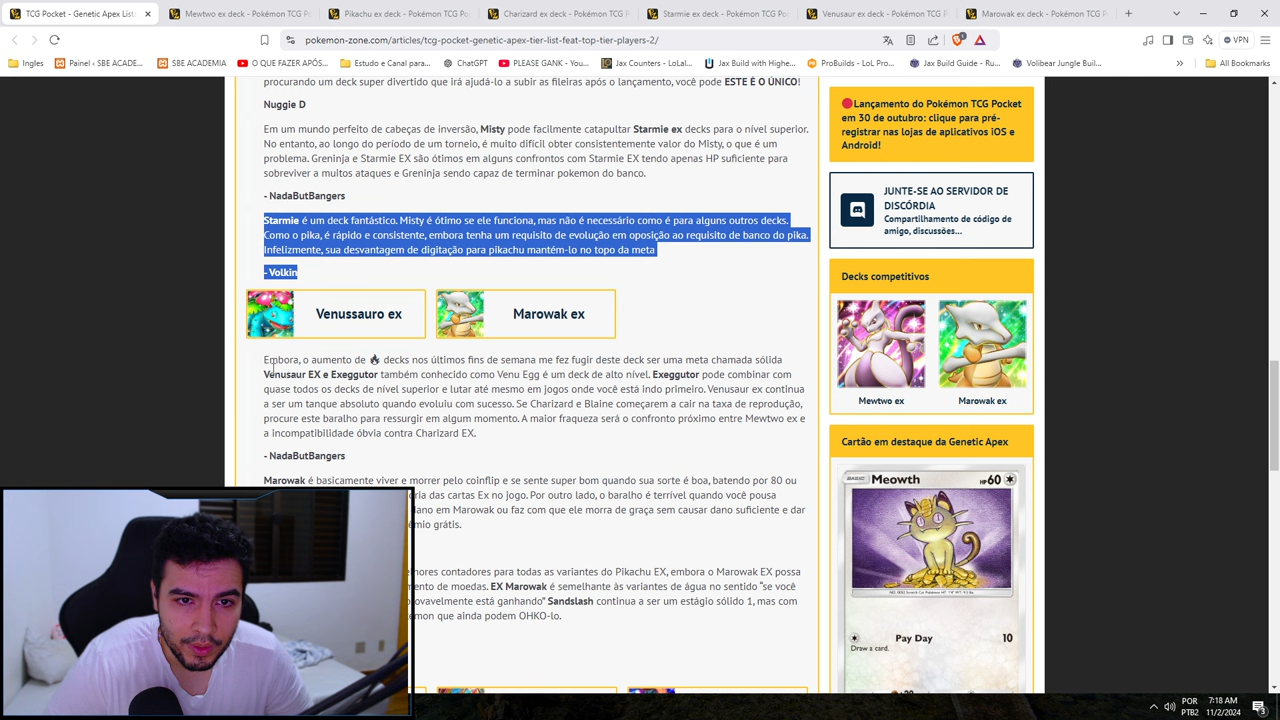 TCG Pocket - Genetic Apex List
Mewtwo ex deck - Pokémon TCG Po
Pikachu ex deck - Pokémon TCG Po
Charizard ex deck - Pokémon TCG P
Starmie ex deck - Pokémon TCG Po
Venusaur ex deck - Pokémon TCG P
Marowak ex deck - Pokémon TCG P
pokemon-zone.com/articles/tcg-pocket-genetic-apex-tier-list-feat-top-tier-players-2/
VPN
Ingles
Painel ‹ SBE ACADE...
SBE ACADEMIA
O QUE FAZER APÓS...
Estudo e Canal para...
ChatGPT
PLEASE GANK - You...
Jax Counters - LoLal...
Jax Build with Highe...
ProBuilds - LoL Pro...
Jax Build Guide - Ru...
Volibear Jungle Buil...
All Bookmarks
procurando um deck super divertido que irá ajudá-lo a subir as fileiras após o lançamento, você pode ESTE É O ÚNICO!
Nuggie D
Em um mundo perfeito de cabeças de inversão, Misty pode facilmente catapultar Starmie ex decks para o nível superior.
No entanto, ao longo do período de um torneio, é muito difícil obter consistentemente valor do Misty, o que é um
problema. Greninja e Starmie EX são ótimos em alguns confrontos com Starmie EX tendo apenas HP suficiente para
sobreviver a muitos ataques e Greninja sendo capaz de terminar pokemon do banco.
- NadaButBangers
Starmie é um deck fantástico. Misty é ótimo se ele funciona, mas não é necessário como é para alguns outros decks.
Como o pika, é rápido e consistente, embora tenha um requisito de evolução em oposição ao requisito de banco do pika.
Infelizmente, sua desvantagem de digitação para pikachu mantém-lo no topo da meta
- Volkin
Venussauro ex
Marowak ex
Embora, o aumento de 🔥 decks nos últimos fins de semana me fez fugir deste deck ser uma meta chamada sólida
Venusaur EX e Exeggutor também conhecido como Venu Egg é um deck de alto nível. Exeggutor pode combinar com
quase todos os decks de nível superior e lutar até mesmo em jogos onde você está indo primeiro. Venusaur ex continua
a ser um tanque absoluto quando evoluiu com sucesso. Se Charizard e Blaine começarem a cair na taxa de reprodução,
procure este baralho para ressurgir em algum momento. A maior fraqueza será o confronto próximo entre Mewtwo ex e
a incompatibilidade óbvia contra Charizard EX.
- NadaButBangers
Marowak é basicamente viver e morrer pelo coinflip e se sente super bom quando sua sorte é boa, batendo por 80 ou
oria das cartas Ex no jogo. Por outro lado, o baralho é terrível quando você pousa
ano em Marowak ou faz com que ele morra de graça sem causar dano suficiente e dar
êmio grátis.
hores contadores para todas as variantes do Pikachu EX, embora o Marowak EX possa
mento de moedas. EX Marowak é semelhante às variantes de água no sentido “se você
rovavelmente está ganhando” Sandslash continua a ser um estágio sólido 1, mas com
emon que ainda podem OHKO-lo.
Lançamento do Pokémon TCG Pocket
em 30 de outubro: clique para pré-
registrar nas lojas de aplicativos iOS e
Android!
JUNTE-SE AO SERVIDOR DE
DISCÓRDIA
Compartilhamento de código de
amigo, discussões...
Decks competitivos
Mewtwo ex
Marowak ex
Cartão em destaque da Genetic Apex
BASIC Meowth HP 60
Pay Day 10
Draw a card.
POR
PTB2
7:18 AM
11/2/2024